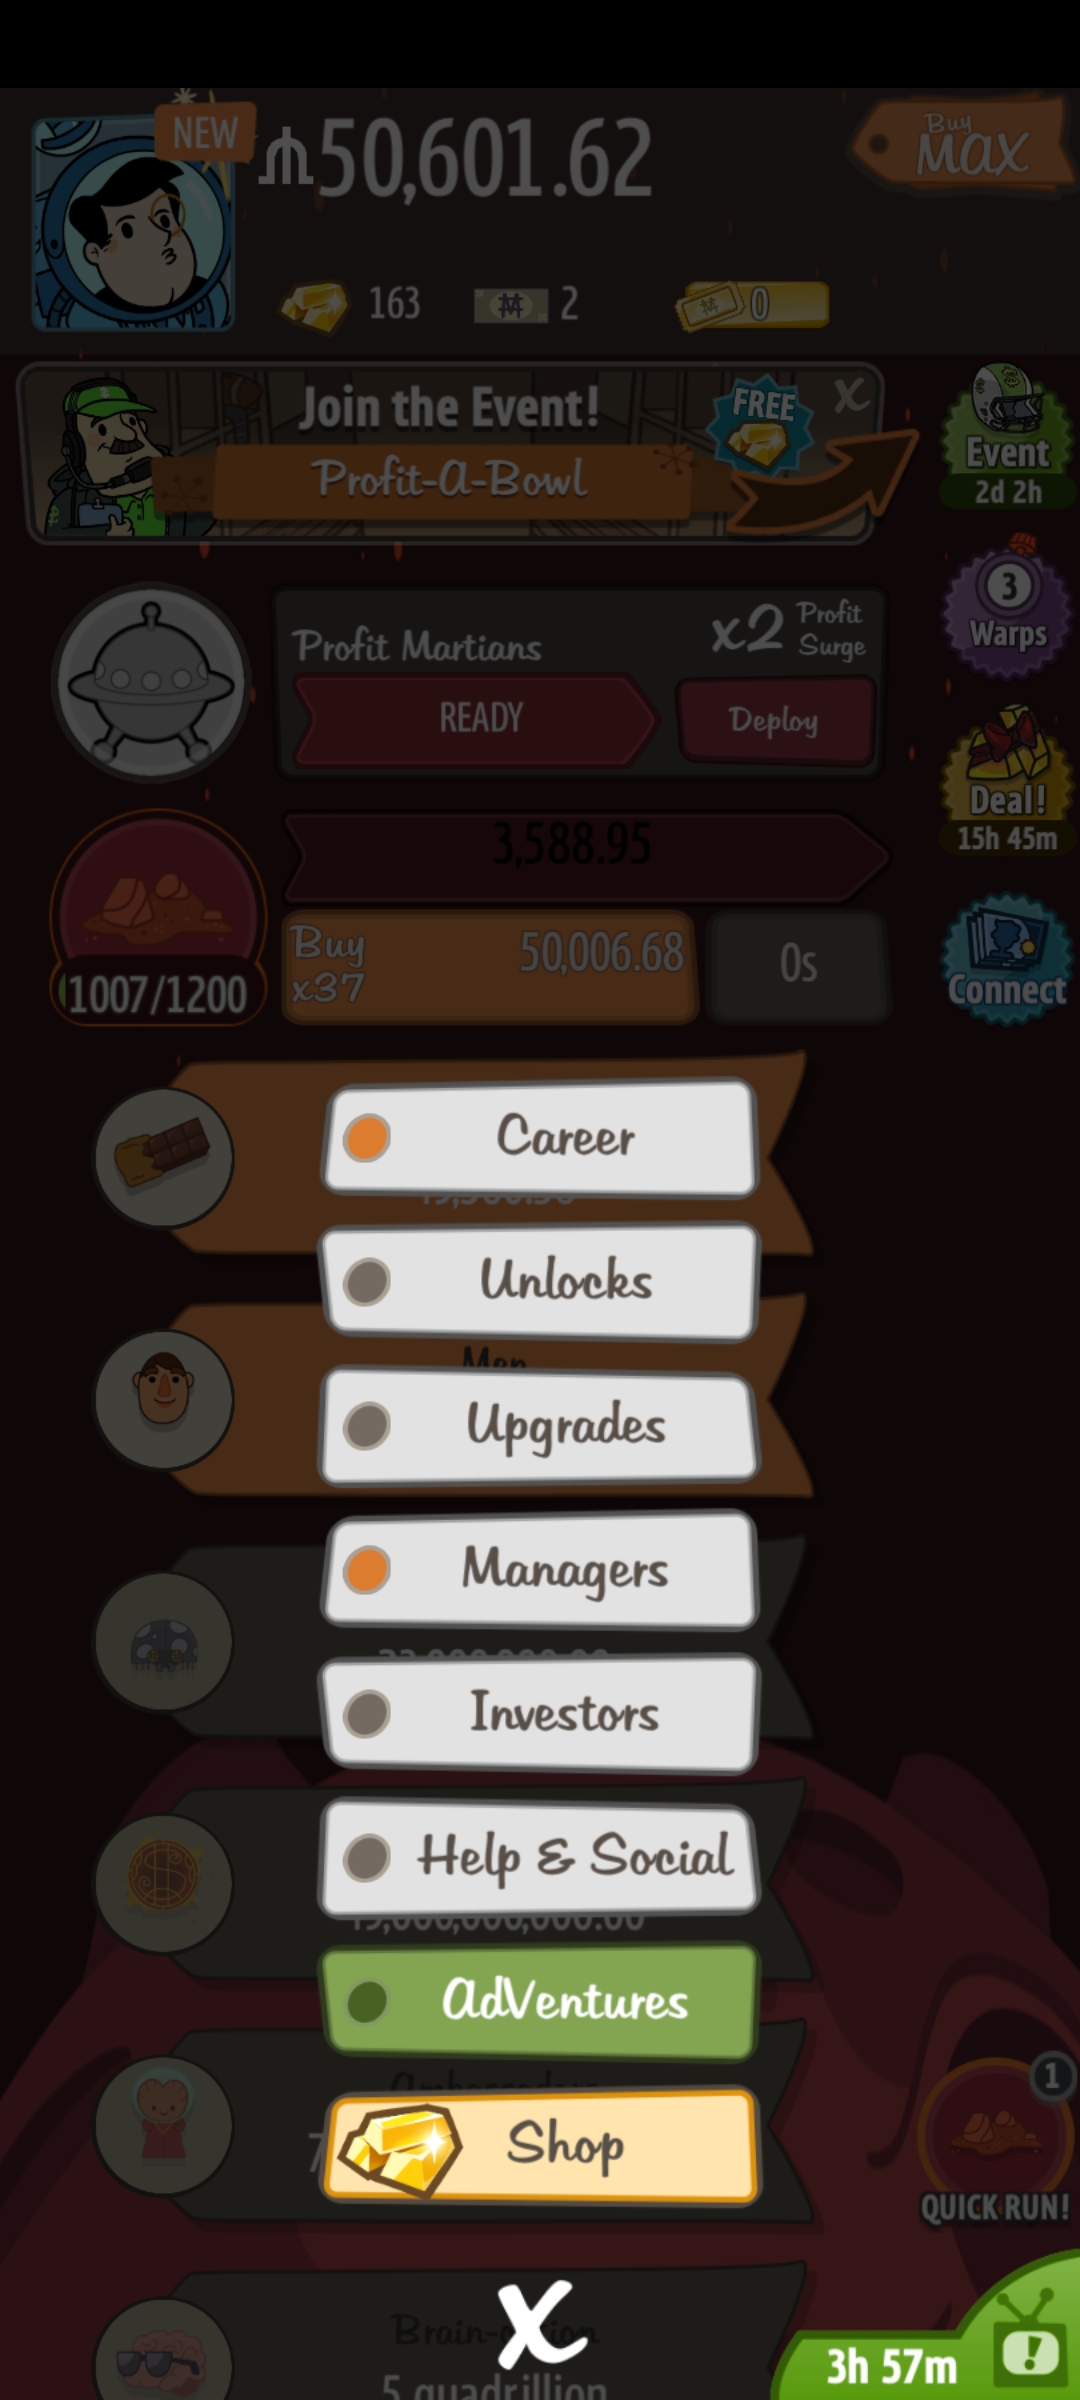 NEW
50,601.62
Buy
MAX
163
2
0
Join the Event!
FREE
X
Profit-A-Bowl
Event
2d 2h
3
Warps
Profit Martians
x2 Profit Surge
READY
Deploy
Deal!
15h 45m
3,588.95
Buy
x37
50,006.68
0s
1007/1200
Connect
Career
Unlocks
Men
Upgrades
Managers
Investors
Help & Social
AdVentures
Shop
1
QUICK RUN!
X
5 quadrillion
3h 57m